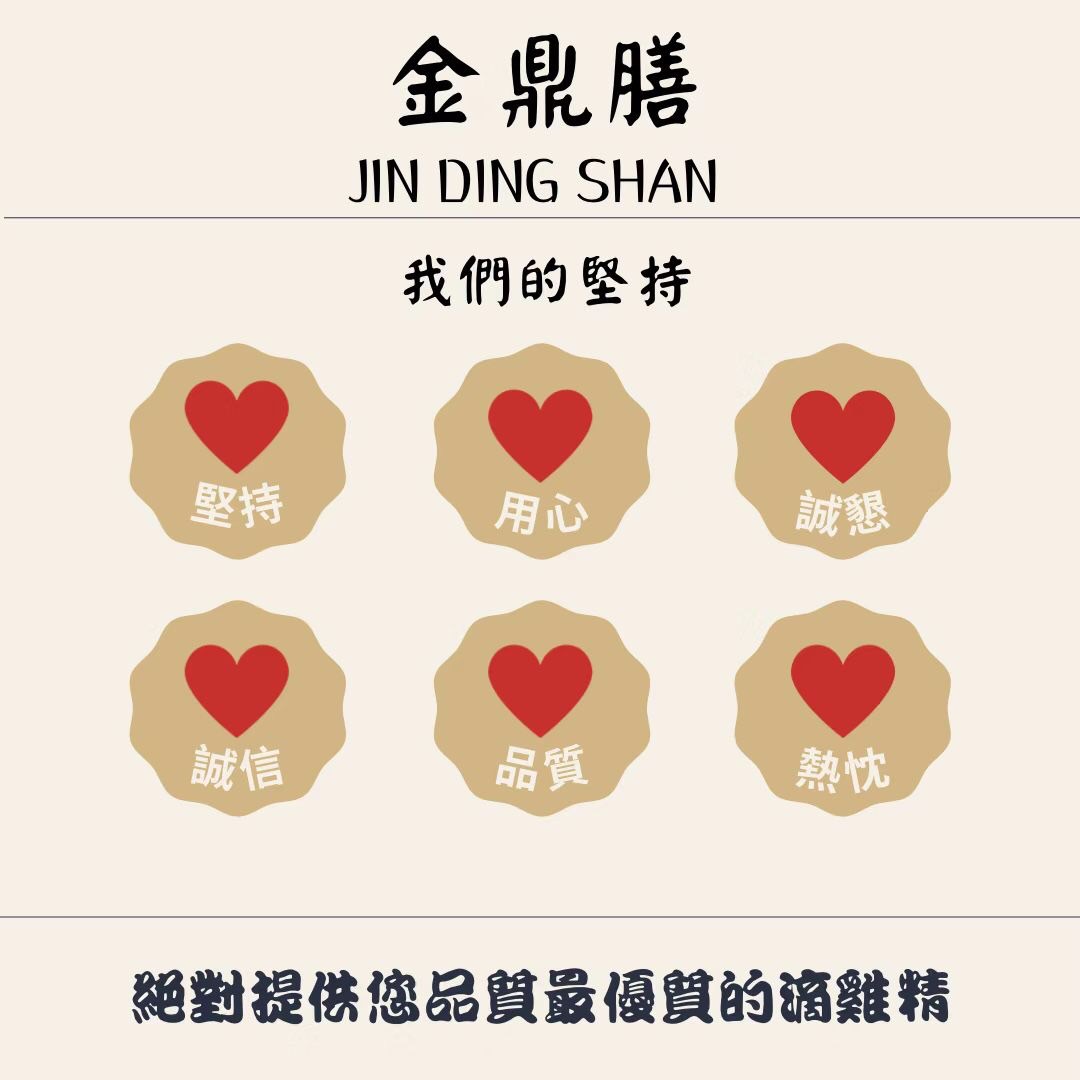 金鼎膳
JIN DING SHAN
我們的堅持
堅持
用心
誠懇
誠信
品質
熱忱
絕對提供您品質最優質的滴雞精